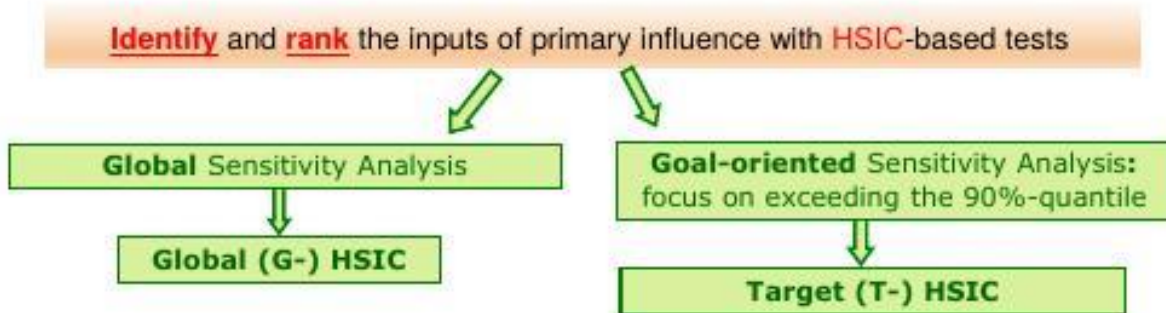 Identify and rank the inputs of primary influence with HSIC-based tests
Global Sensitivity Analysis
Global (G-) HSIC
Goal-oriented Sensitivity Analysis:
focus on exceeding the 90%-quantile
Target (T-) HSIC